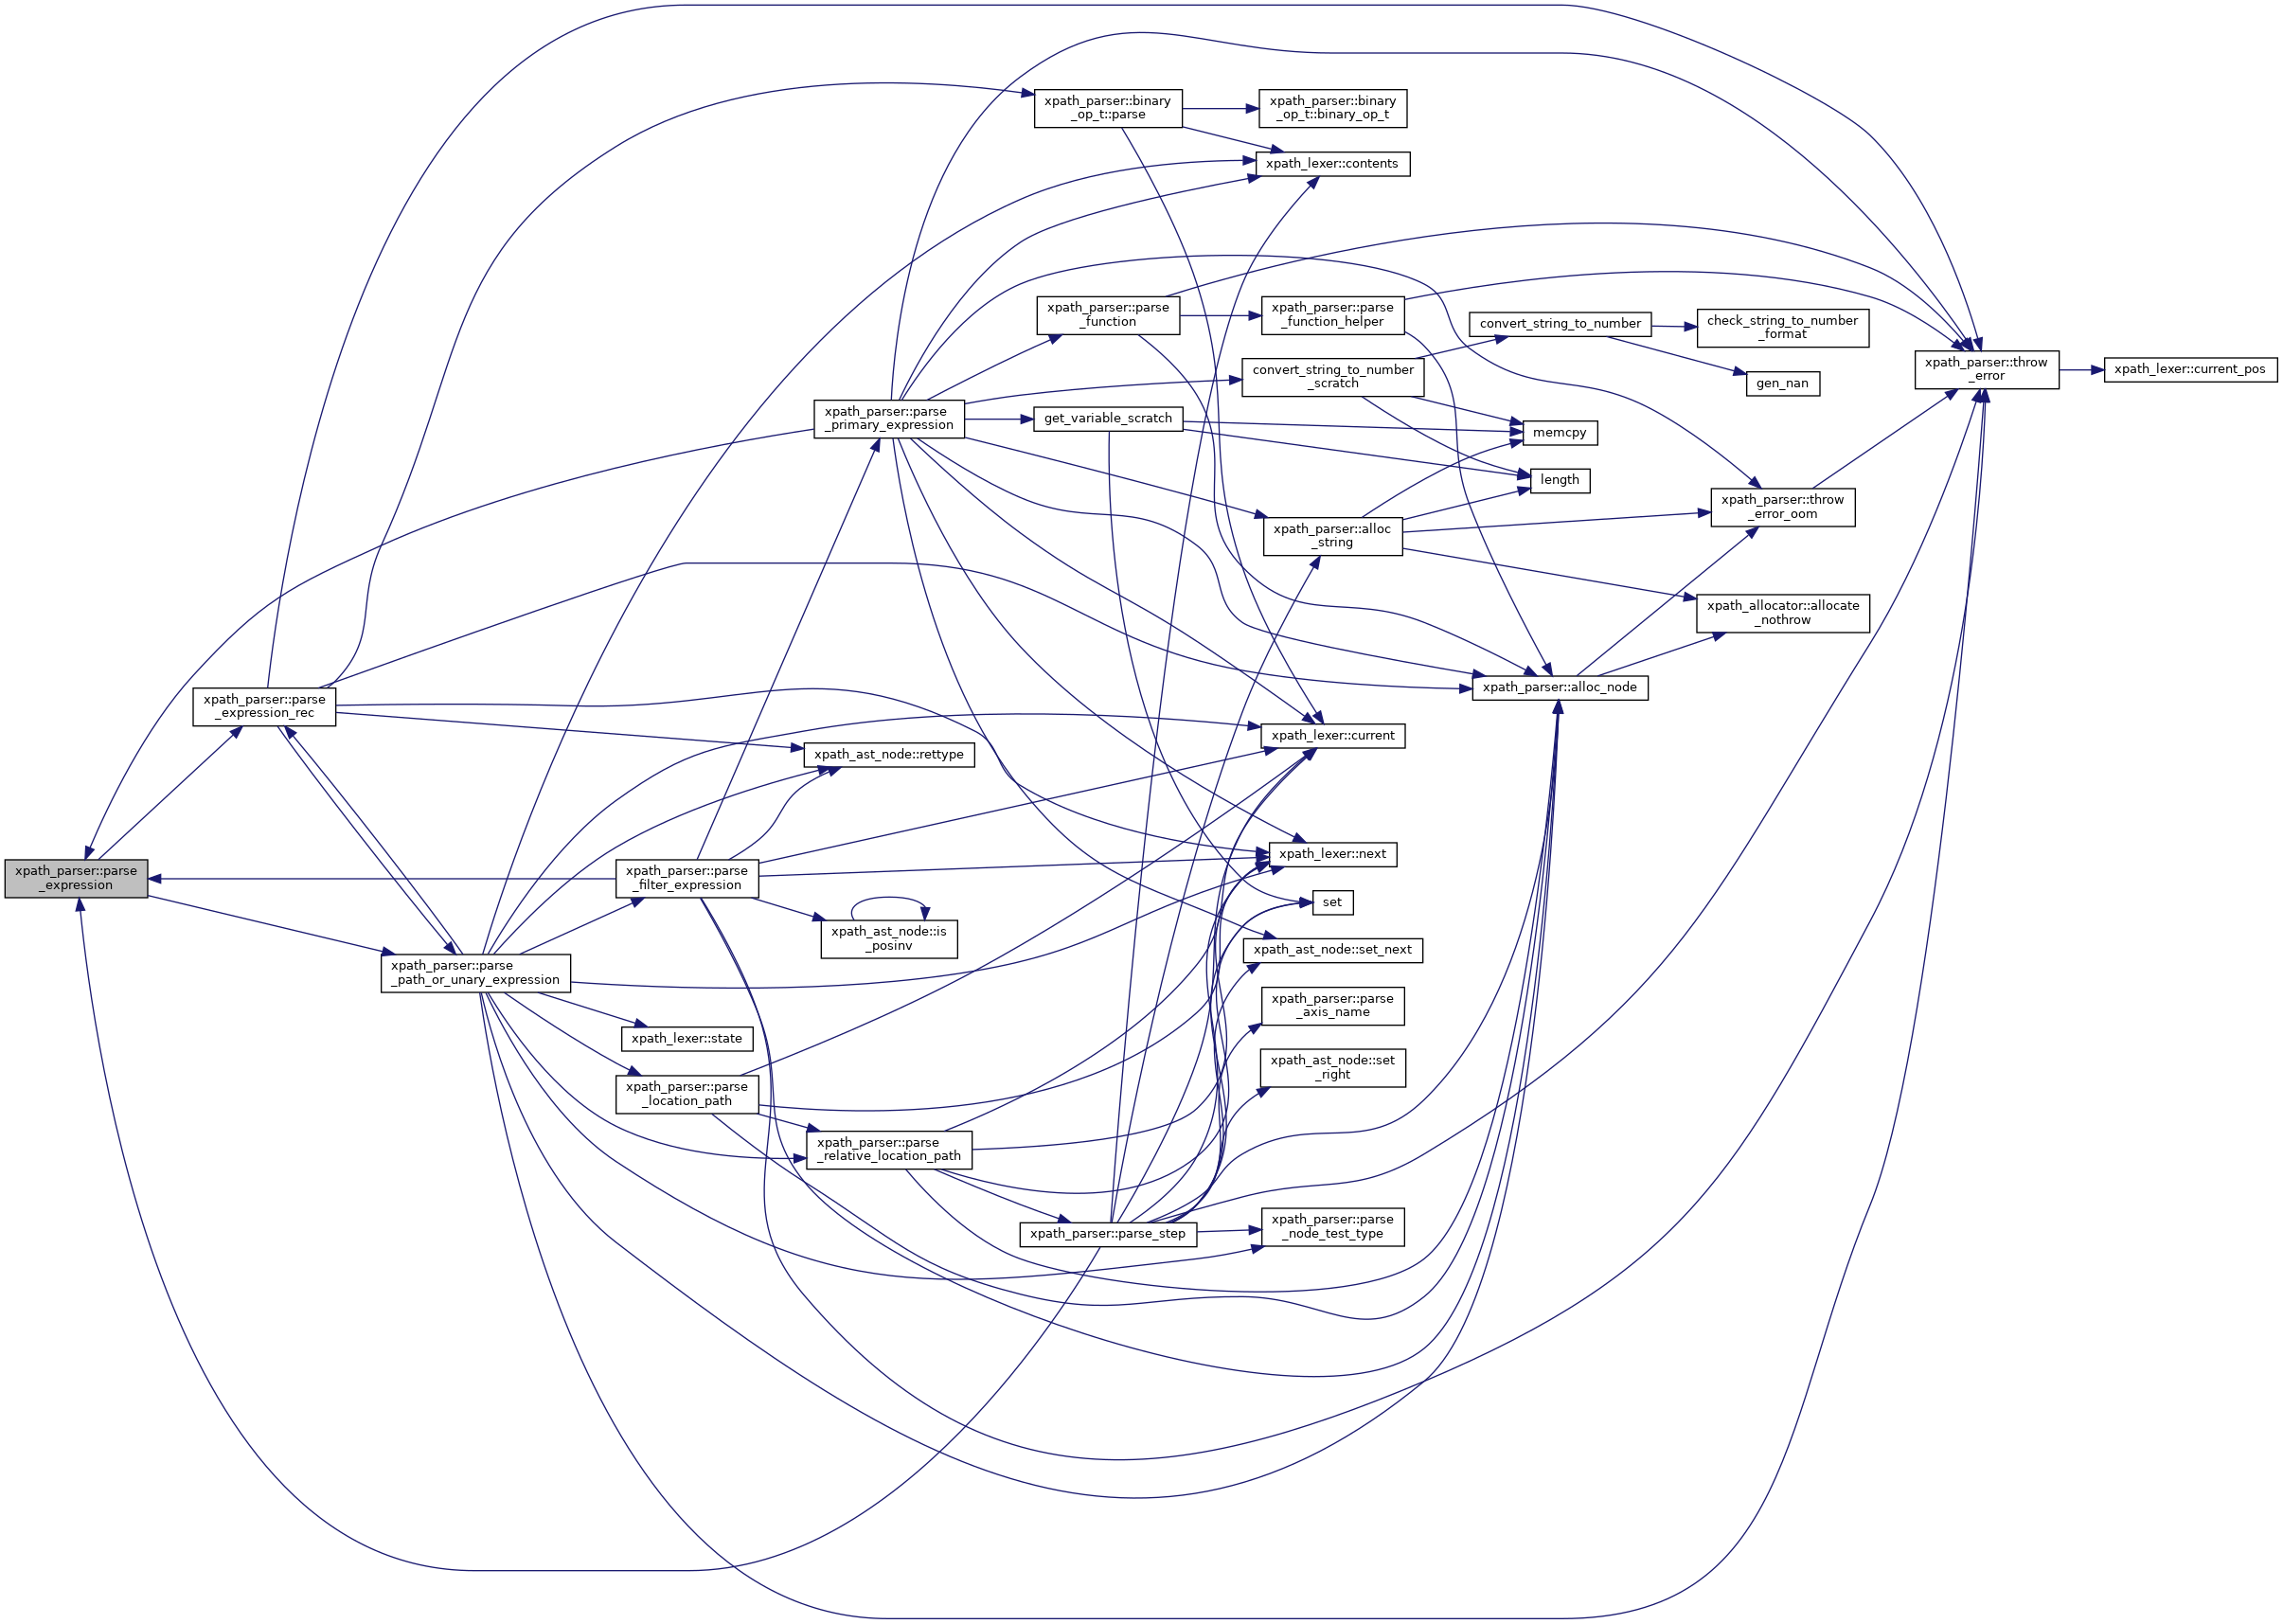 xpath_parser::binary
_op_t::parse
xpath_parser::binary
_op_t::binary_op_t
xpath_lexer::contents
xpath_parser::parse
_function
xpath_parser::parse
_function_helper
convert_string_to_number
check_string_to_number
_format
gen_nan
xpath_parser::throw
_error
xpath_lexer::current_pos
convert_string_to_number
_scratch
xpath_parser::parse
_primary_expression
get_variable_scratch
memcpy
length
xpath_parser::alloc
_string
xpath_parser::throw
_error_oom
xpath_allocator::allocate
_nothrow
xpath_parser::parse
_expression_rec
xpath_parser::alloc_node
xpath_lexer::current
xpath_ast_node::rettype
xpath_lexer::next
xpath_parser::parse
_expression
xpath_parser::parse
_filter_expression
set
xpath_ast_node::is
_posinv
xpath_ast_node::set_next
xpath_parser::parse
_path_or_unary_expression
xpath_parser::parse
_axis_name
xpath_lexer::state
xpath_ast_node::set
_right
xpath_parser::parse
_location_path
xpath_parser::parse
_relative_location_path
xpath_parser::parse_step
xpath_parser::parse
_node_test_type